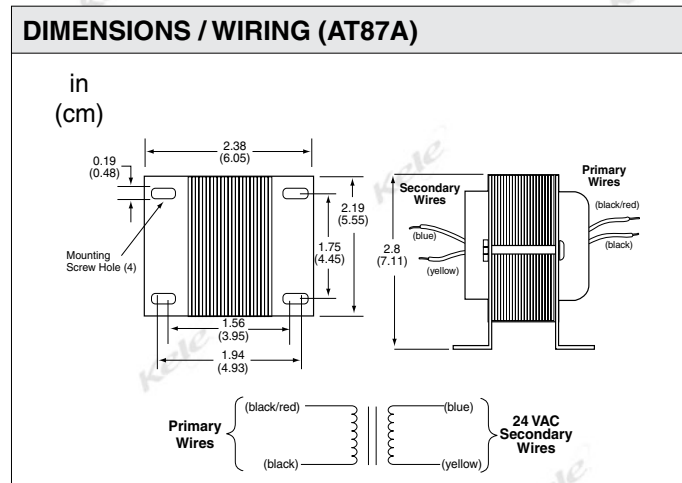 DIMENSIONS / WIRING (AT87A)
in
(cm)
2.38
(6.05)
0.19
(0.48)
2.19
(5.55)
1.75
(4.45)
Mounting
Screw Hole (4)
1.56
(3.95)
1.94
(4.93)
Secondary
Wires
Primary
Wires
(black/red)
(blue)
(black)
2.8
(7.11)
(yellow)
Primary
Wires
(black/red)
(black)
(blue)
(yellow)
24 VAC
Secondary
Wires
Kele
Kele
Kele